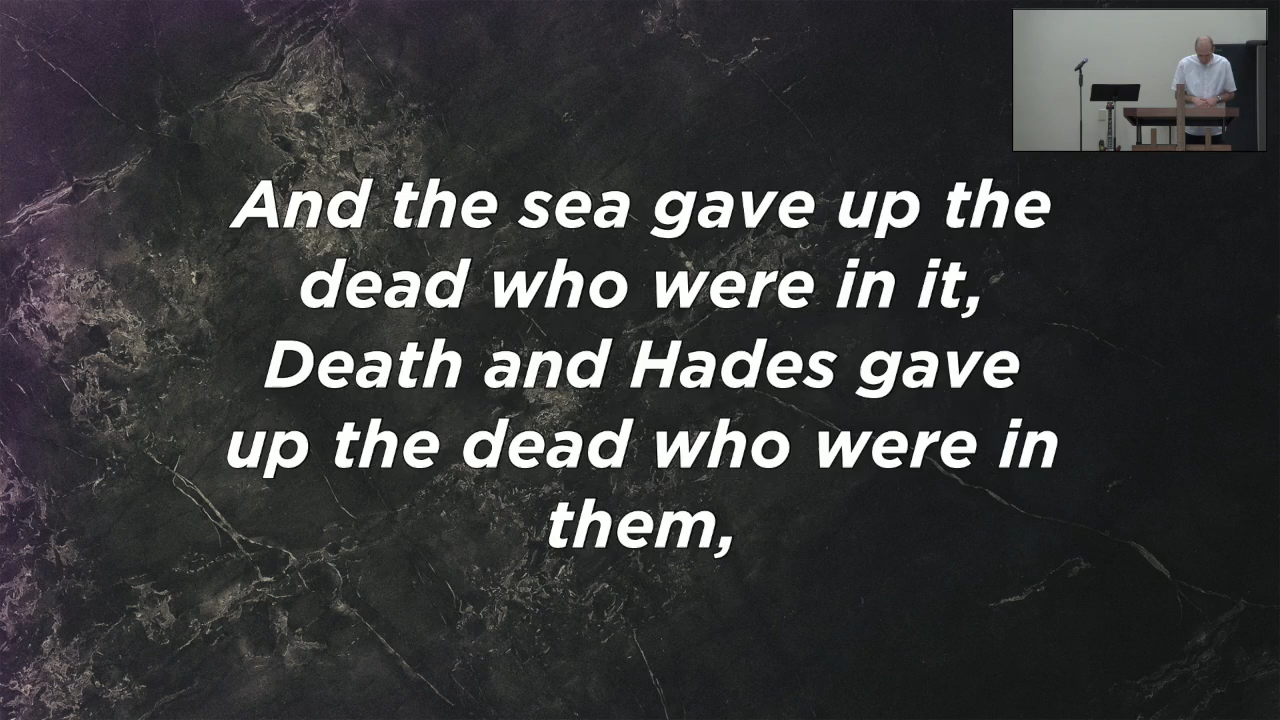 And the sea gave up the
dead who were in it,
Death and Hades gave
up the dead who were in
them,